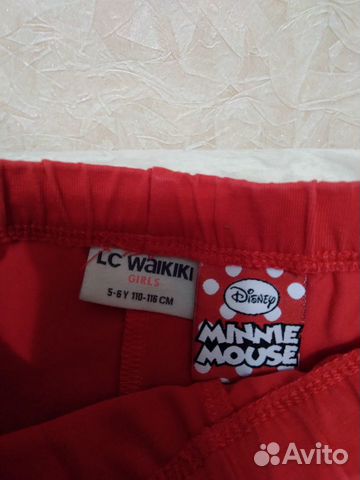 LC WAIKIKI
GIRLS
5-6 Y 110-116 CM
Disney
MINNIE
MOUSE
Avito